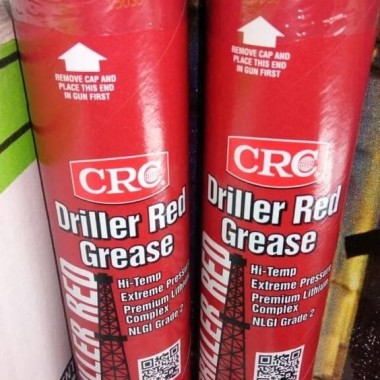 REMOVE CAP AND
PLACE THIS END
IN GUN FIRST
CRC
Driller Red
Grease
Hi-Temp
Extreme Pressure
Premium Lithium
Complex
NLGI Grade 2
REMOVE CAP AND
PLACE THIS END
IN GUN FIRST
CRC
Driller Red
Grease
Hi-Temp
Extreme Pressure
Premium Lithium
Complex
NLGI Grade 2